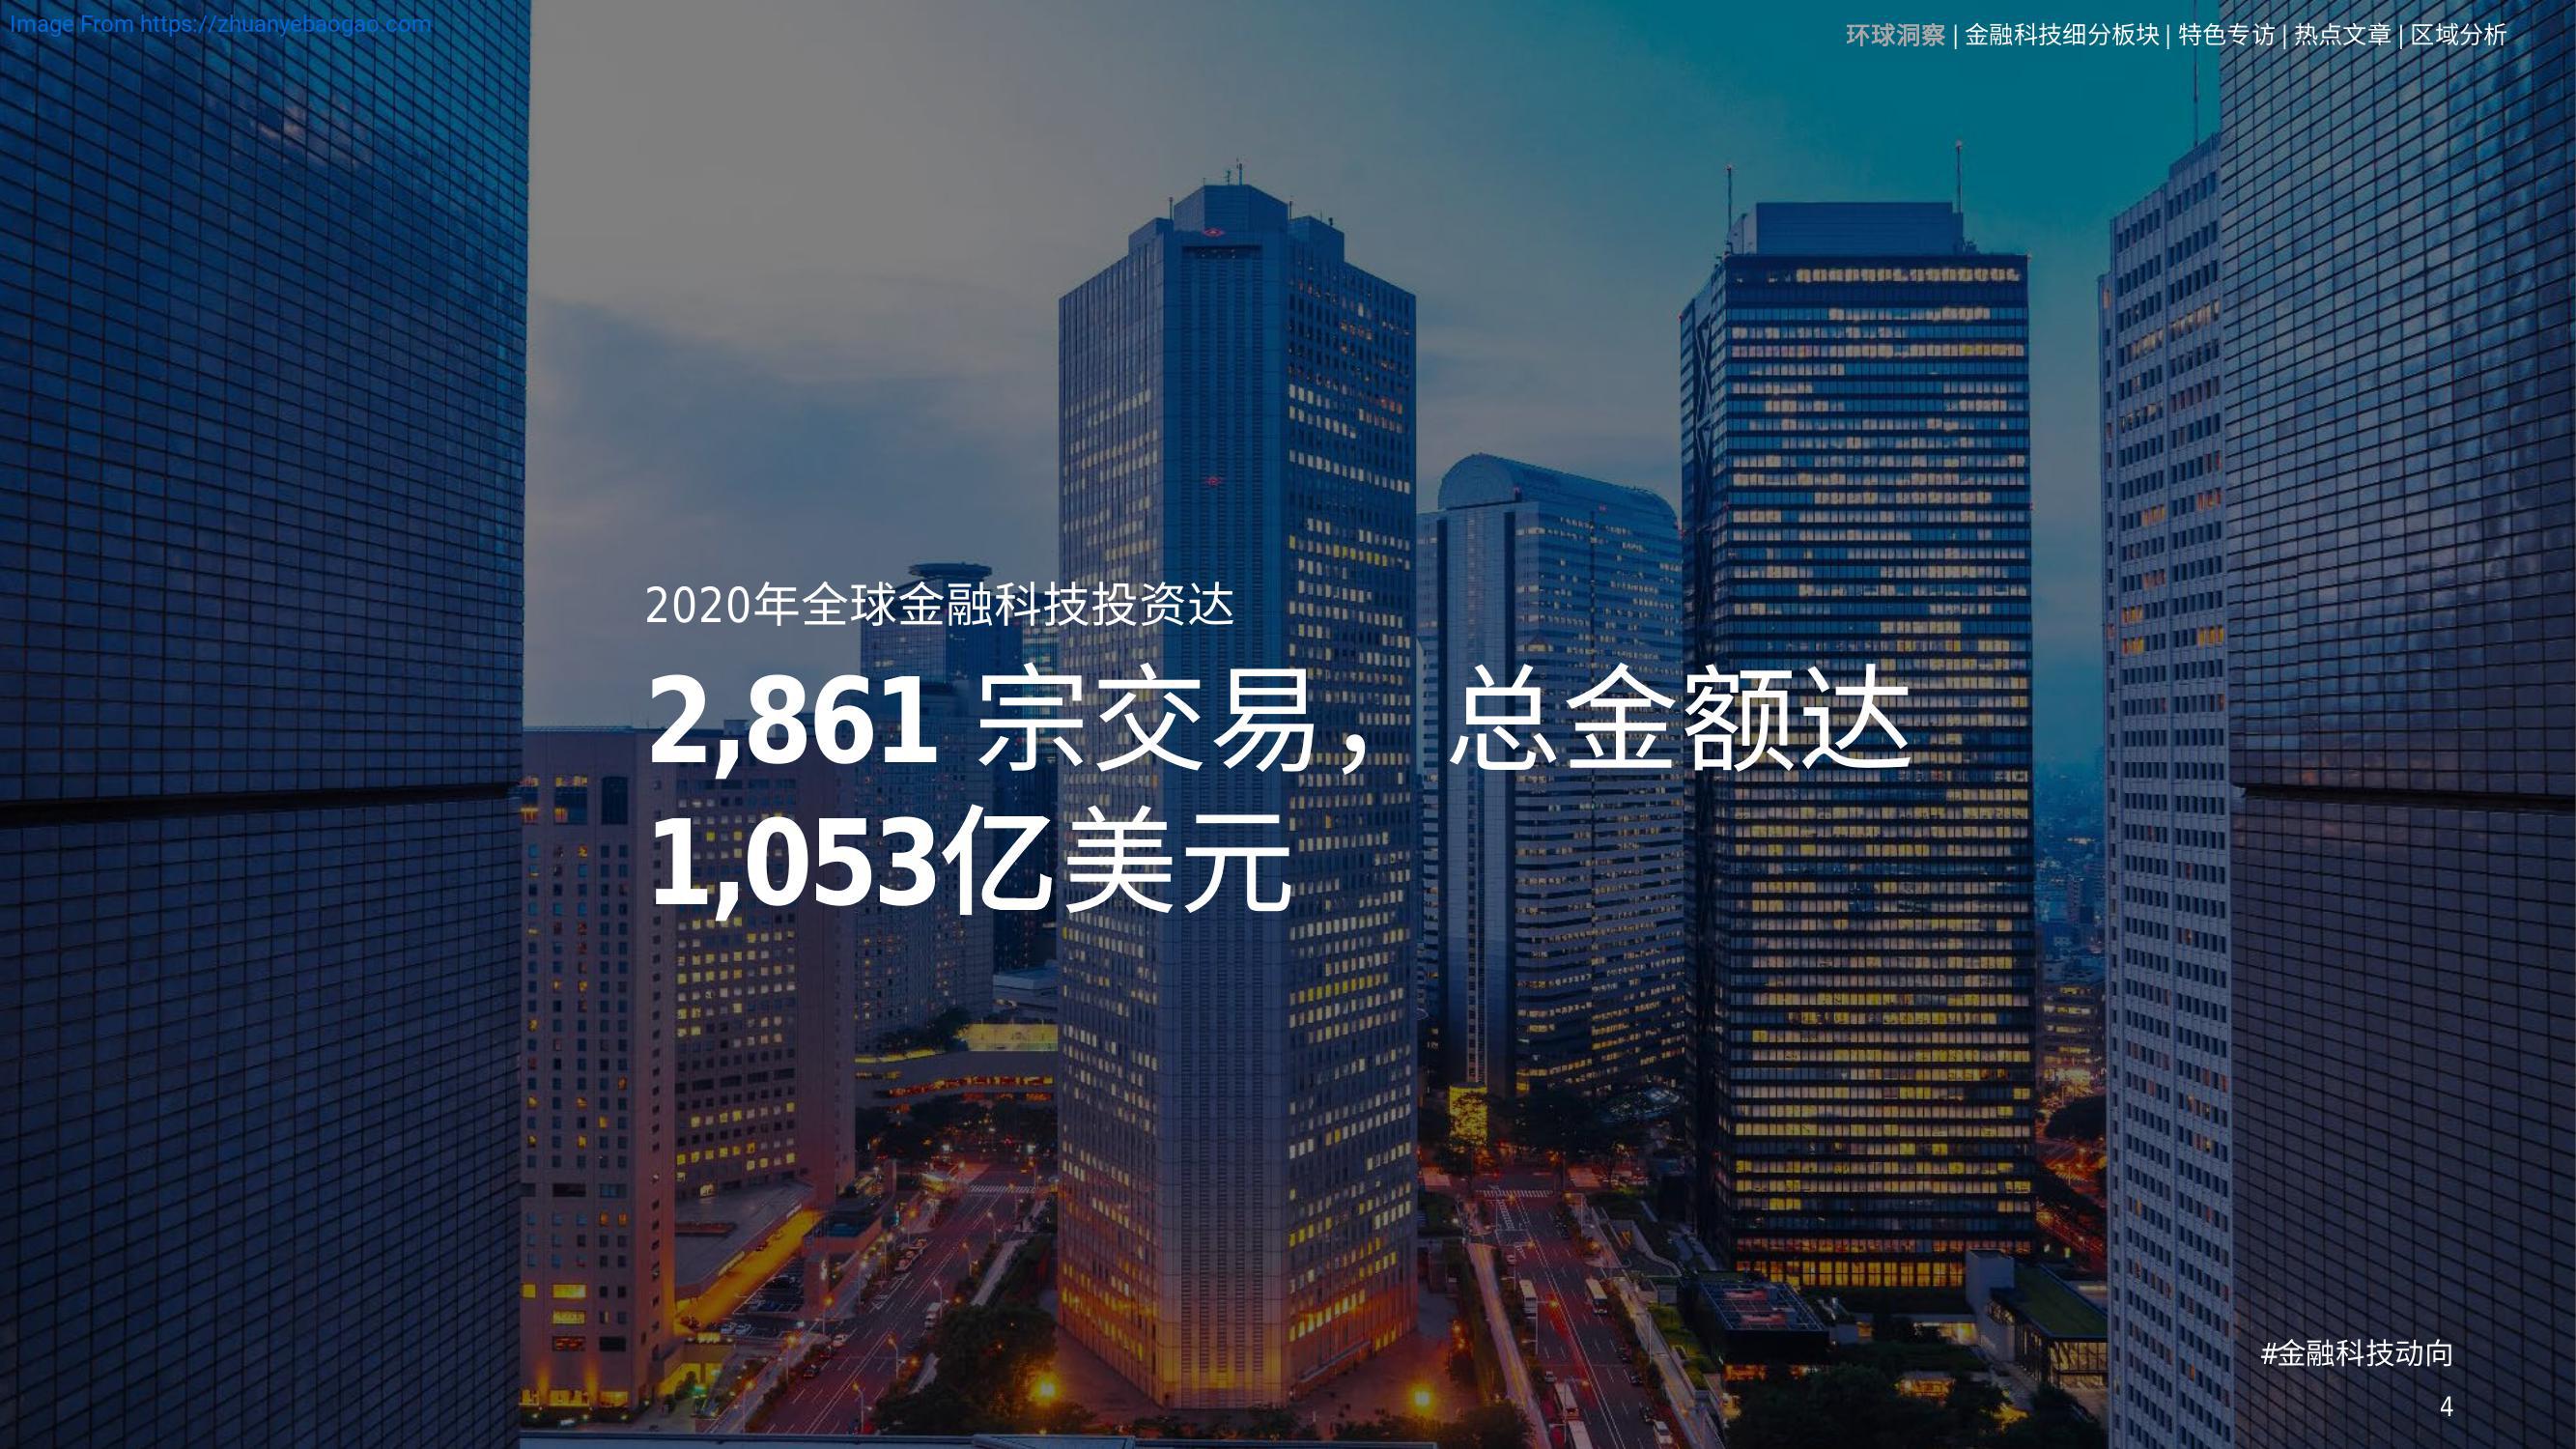 Image From https://zhuanyebaogao.com
环球洞察 | 金融科技细分板块 | 特色专访 | 热点文章 | 区域分析
2020年全球金融科技投资达
2,861 宗交易，总金额达
1,053亿美元
#金融科技动向
4